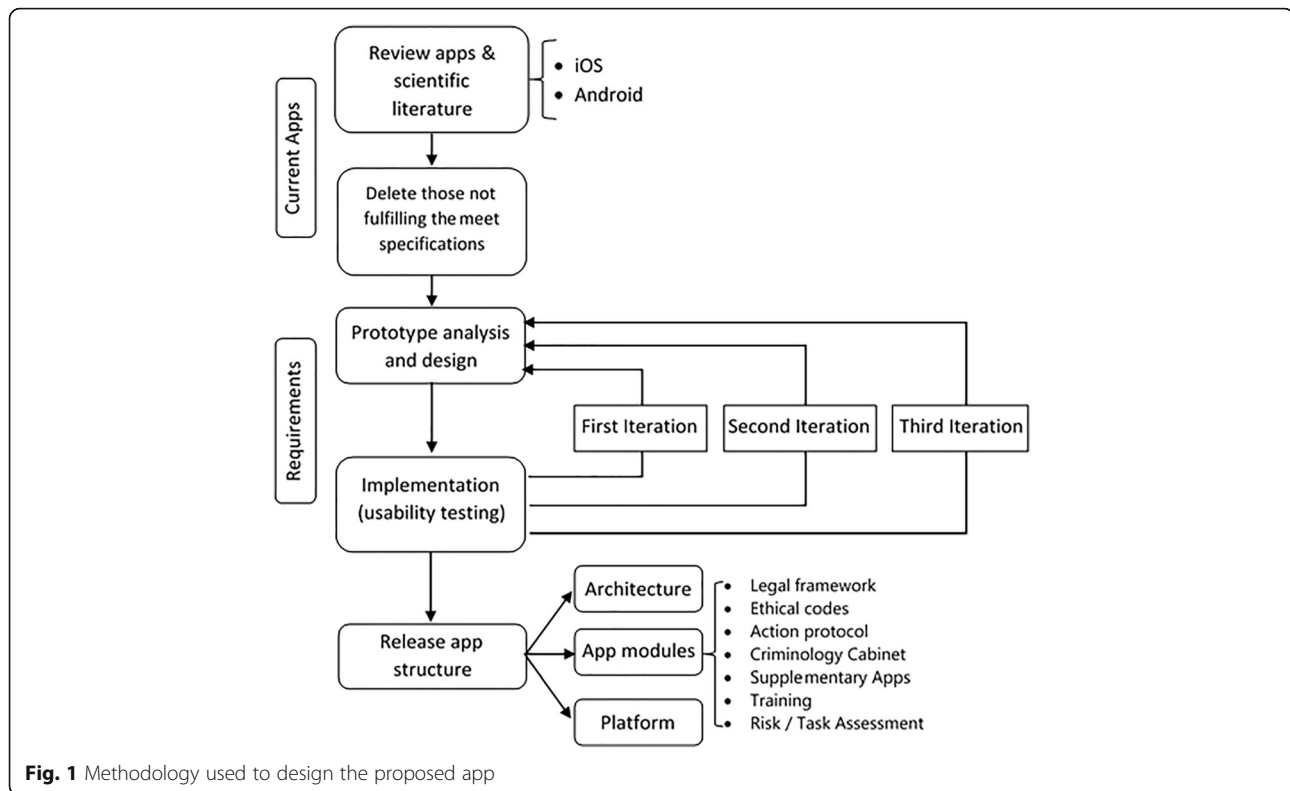 Review apps &
scientific
literature
• iOS
• Android
Current Apps
Delete those not
fulfilling the meet
specifications
Prototype analysis
and design
Requirements
First Iteration
Second Iteration
Third Iteration
Implementation
(usability testing)
Release app
structure
Architecture
App modules
Platform
• Legal framework
• Ethical codes
• Action protocol
• Criminology Cabinet
• Supplementary Apps
• Training
• Risk / Task Assessment
Fig. 1 Methodology used to design the proposed app